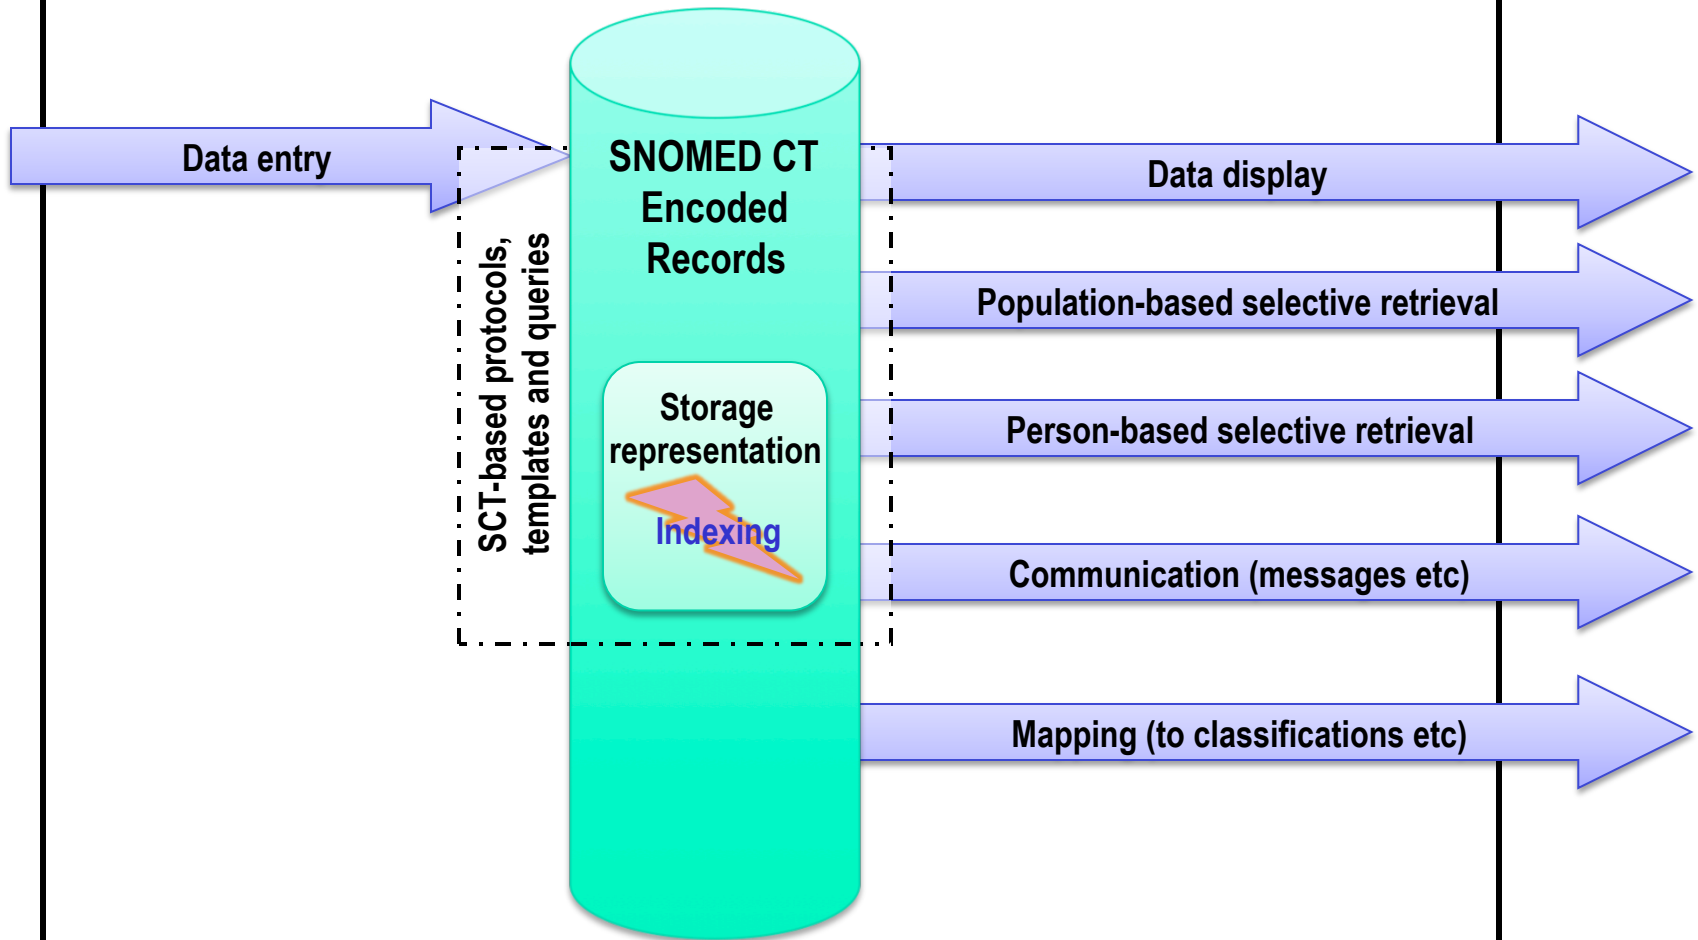 Data entry
SCT-based protocols,
templates and queries
SNOMED CT
Encoded
Records
Storage
representation
Indexing
Data display
Population-based selective retrieval
Person-based selective retrieval
Communication (messages etc)
Mapping (to classifications etc)